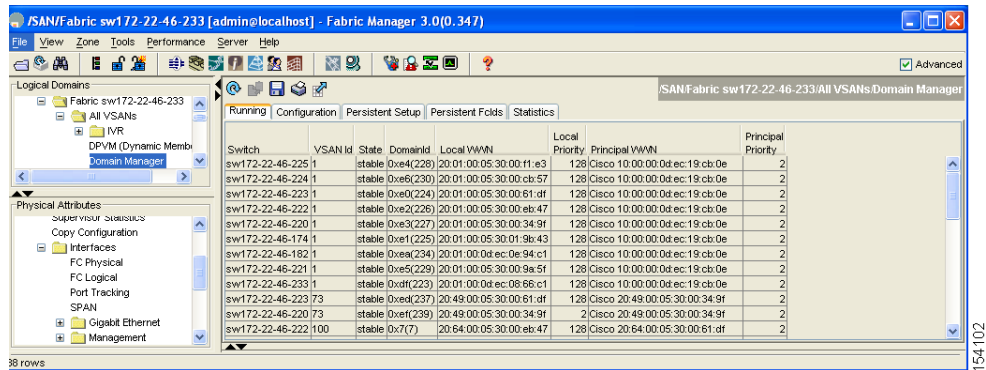 /SAN/Fabric sw172-22-46-233 [admin@localhost] - Fabric Manager 3.0(0.347)
File View Zone Tools Performance Server Help
Advanced
Logical Domains
Fabric sw172-22-46-233
All VSANs
IVR
DPVM (Dynamic Memb
Domain Manager
Physical Attributes
Supervisor Statistics
Copy Configuration
Interfaces
FC Physical
FC Logical
Port Tracking
SPAN
Gigabit Ethernet
Management
/SAN/Fabric sw172-22-46-233/All VSANs/Domain Manager
Running Configuration Persistent Setup Persistent FcIds Statistics
Switch VSAN Id State DomainId Local WWN Local Priority Principal WWN Principal Priority
sw172-22-46-225 1 stable 0xe4(228) 20:01:00:05:30:00:f1:e3 128 Cisco 10:00:00:0d:ec:19:cb:0e 2
sw172-22-46-224 1 stable 0xe6(230) 20:01:00:05:30:00:cb:57 128 Cisco 10:00:00:0d:ec:19:cb:0e 2
sw172-22-46-223 1 stable 0xe0(224) 20:01:00:05:30:00:61:df 128 Cisco 10:00:00:0d:ec:19:cb:0e 2
sw172-22-46-222 1 stable 0xe2(226) 20:01:00:05:30:00:eb:47 128 Cisco 10:00:00:0d:ec:19:cb:0e 2
sw172-22-46-220 1 stable 0xe3(227) 20:01:00:05:30:00:34:9f 128 Cisco 10:00:00:0d:ec:19:cb:0e 2
sw172-22-46-174 1 stable 0xe1(225) 20:01:00:05:30:01:9b:43 128 Cisco 10:00:00:0d:ec:19:cb:0e 2
sw172-22-46-182 1 stable 0xea(234) 20:01:00:0d:ec:0e:94:c1 128 Cisco 10:00:00:0d:ec:19:cb:0e 2
sw172-22-46-221 1 stable 0xe5(229) 20:01:00:05:30:00:9a:5f 128 Cisco 10:00:00:0d:ec:19:cb:0e 2
sw172-22-46-233 1 stable 0xdf(223) 20:01:00:0d:ec:08:66:c1 128 Cisco 10:00:00:0d:ec:19:cb:0e 2
sw172-22-46-223 73 stable 0xed(237) 20:49:00:05:30:00:61:df 128 Cisco 20:49:00:05:30:00:34:9f 2
sw172-22-46-220 73 stable 0xef(239) 20:49:00:05:30:00:34:9f 2 Cisco 20:49:00:05:30:00:34:9f 2
sw172-22-46-222 100 stable 0x7(7) 20:64:00:05:30:00:eb:47 128 Cisco 20:64:00:05:30:00:61:df 2
38 rows
154102